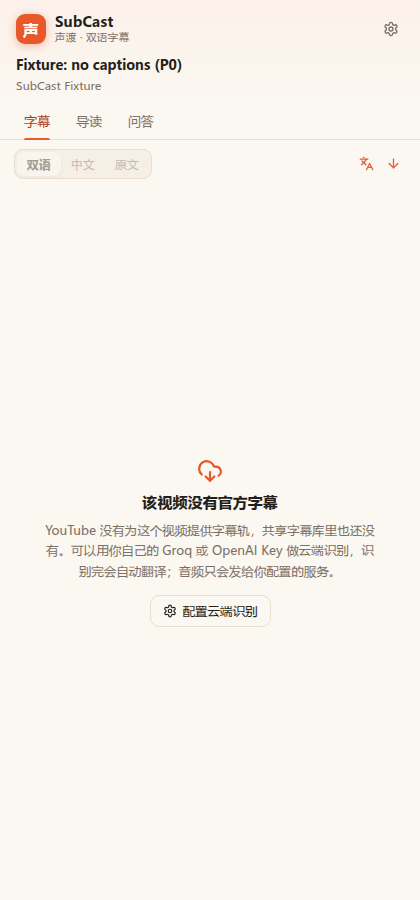 声
SubCast
声渡 · 双语字幕
Fixture: no captions (P0)
SubCast Fixture
字幕 导读 问答
双语 中文 原文
该视频没有官方字幕
YouTube 没有为这个视频提供字幕轨，共享字幕库里也还没
有。可以用你自己的 Groq 或 OpenAI Key 做云端识别，识
别完会自动翻译；音频只会发给你配置的服务。
配置云端识别